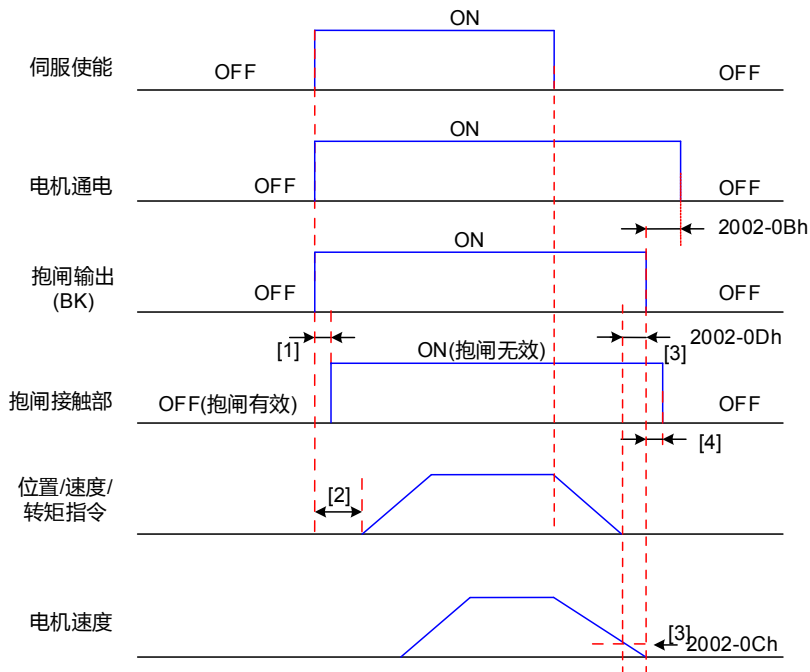 ON
伺服使能
OFF
OFF
ON
电机通电
OFF
OFF
2002-0Bh
ON
抱闸输出
(BK)
OFF
OFF
[1]
[3]
2002-0Dh
ON(抱闸无效)
抱闸接触部
OFF(抱闸有效)
OFF
[4]
位置/速度/
转矩指令
[2]
电机速度
[3]
2002-0Ch